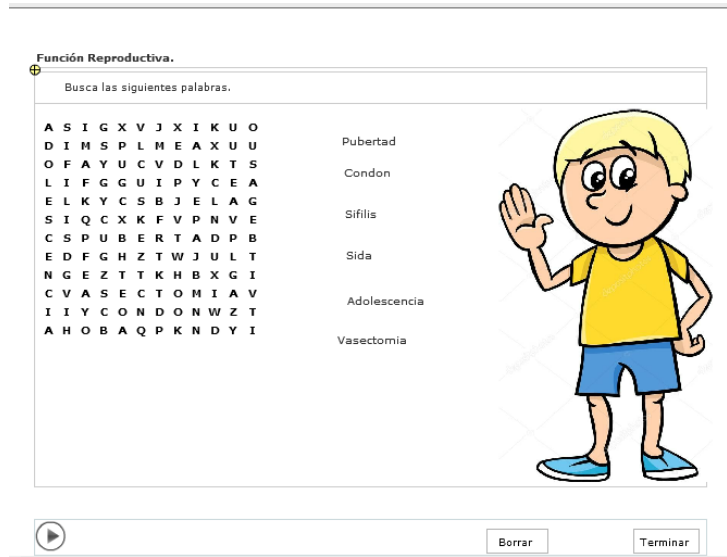 Función Reproductiva.
Busca las siguientes palabras.
A S I G X V J X I K U O
D I M S P L M E A X U U
O F A Y U C V D L K T S
L I F G G U I P Y C E A
E L K Y C S B J E L A G
S I Q C X K F V P N V E
C S P U B E R T A D P B
E D F G H Z T W J U L T
N G E Z T T K H B X G I
C V A S E C T O M I A V
I I Y C O N D O N W Z T
A H O B A Q P K N D Y I
Pubertad
Condon
Sifilis
Sida
Adolescencia
Vasectomia
Borrar
Terminar